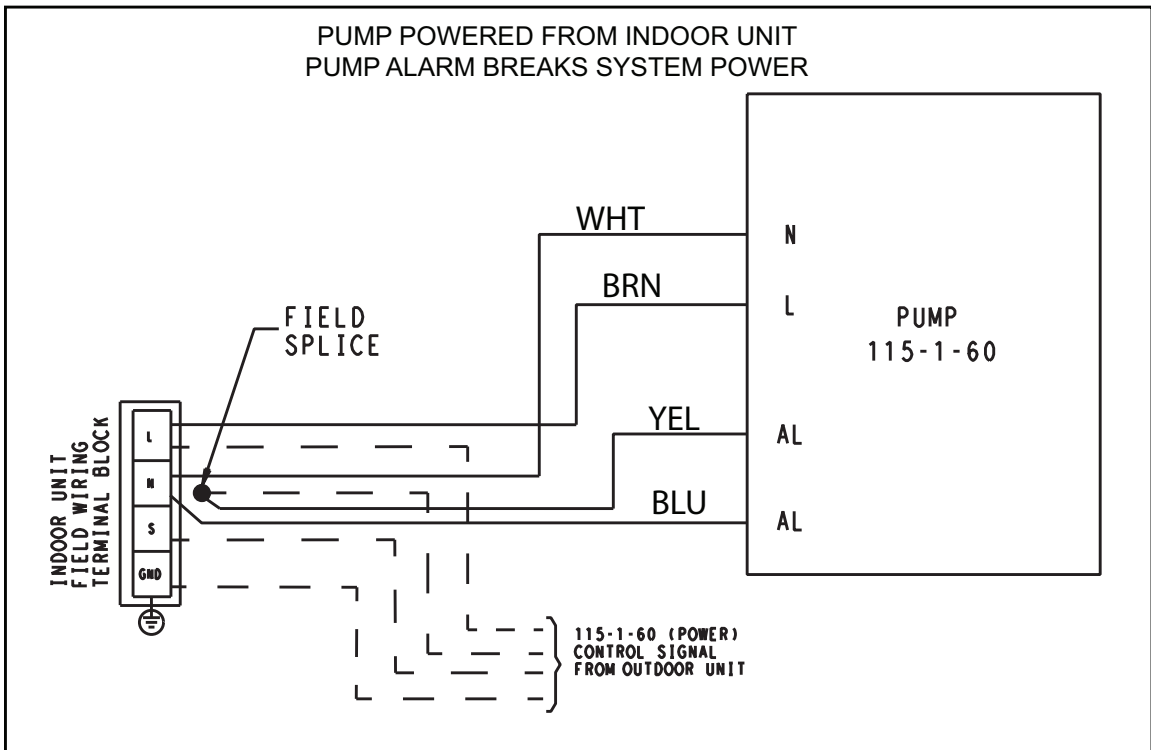 PUMP POWERED FROM INDOOR UNIT
PUMP ALARM BREAKS SYSTEM POWER
WHT
N
BRN
L
PUMP
115-1-60
FIELD
SPLICE
YEL
AL
BLU
AL
INDOOR UNIT
FIELD WIRING
TERMINAL BLOCK
L
N
S
GND
115-1-60 (POWER)
CONTROL SIGNAL
FROM OUTDOOR UNIT